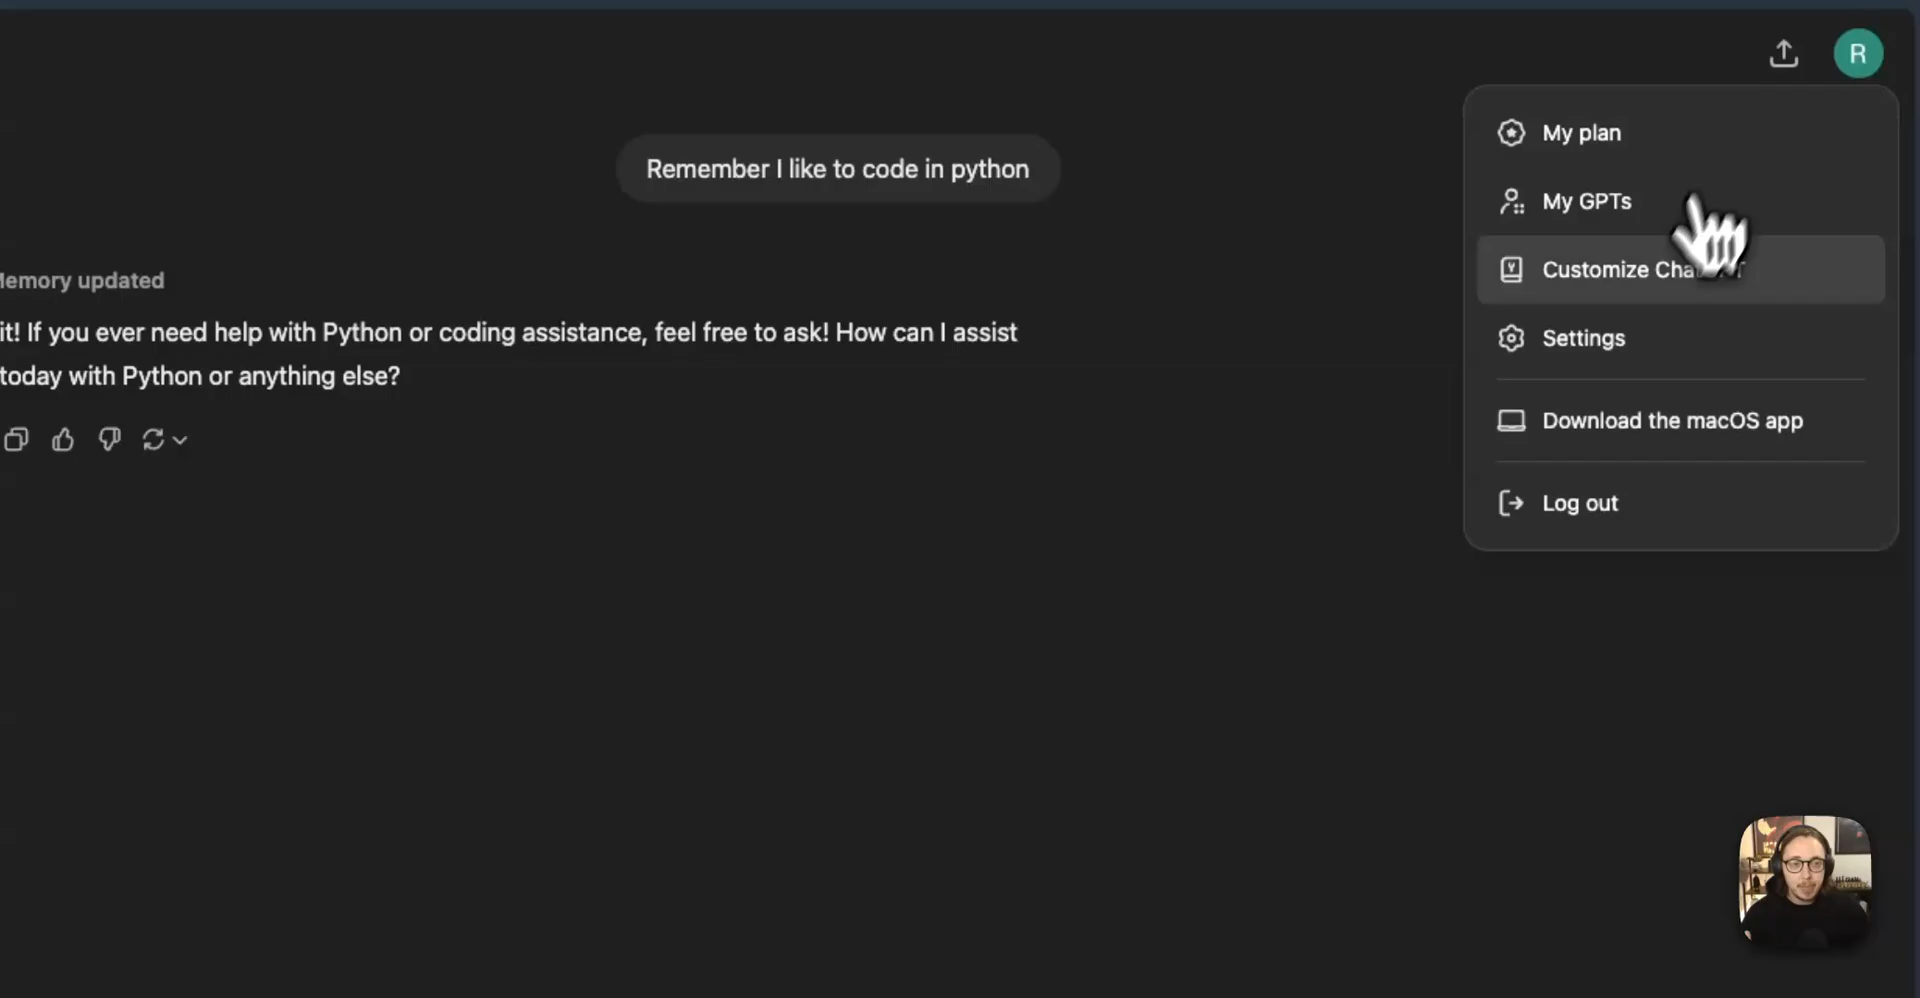 R
Remember I like to code in python
Memory updated
it! If you ever need help with Python or coding assistance, feel free to ask! How can I assist
today with Python or anything else?
My plan
My GPTs
Customize
Settings
Download the macOS app
Log out